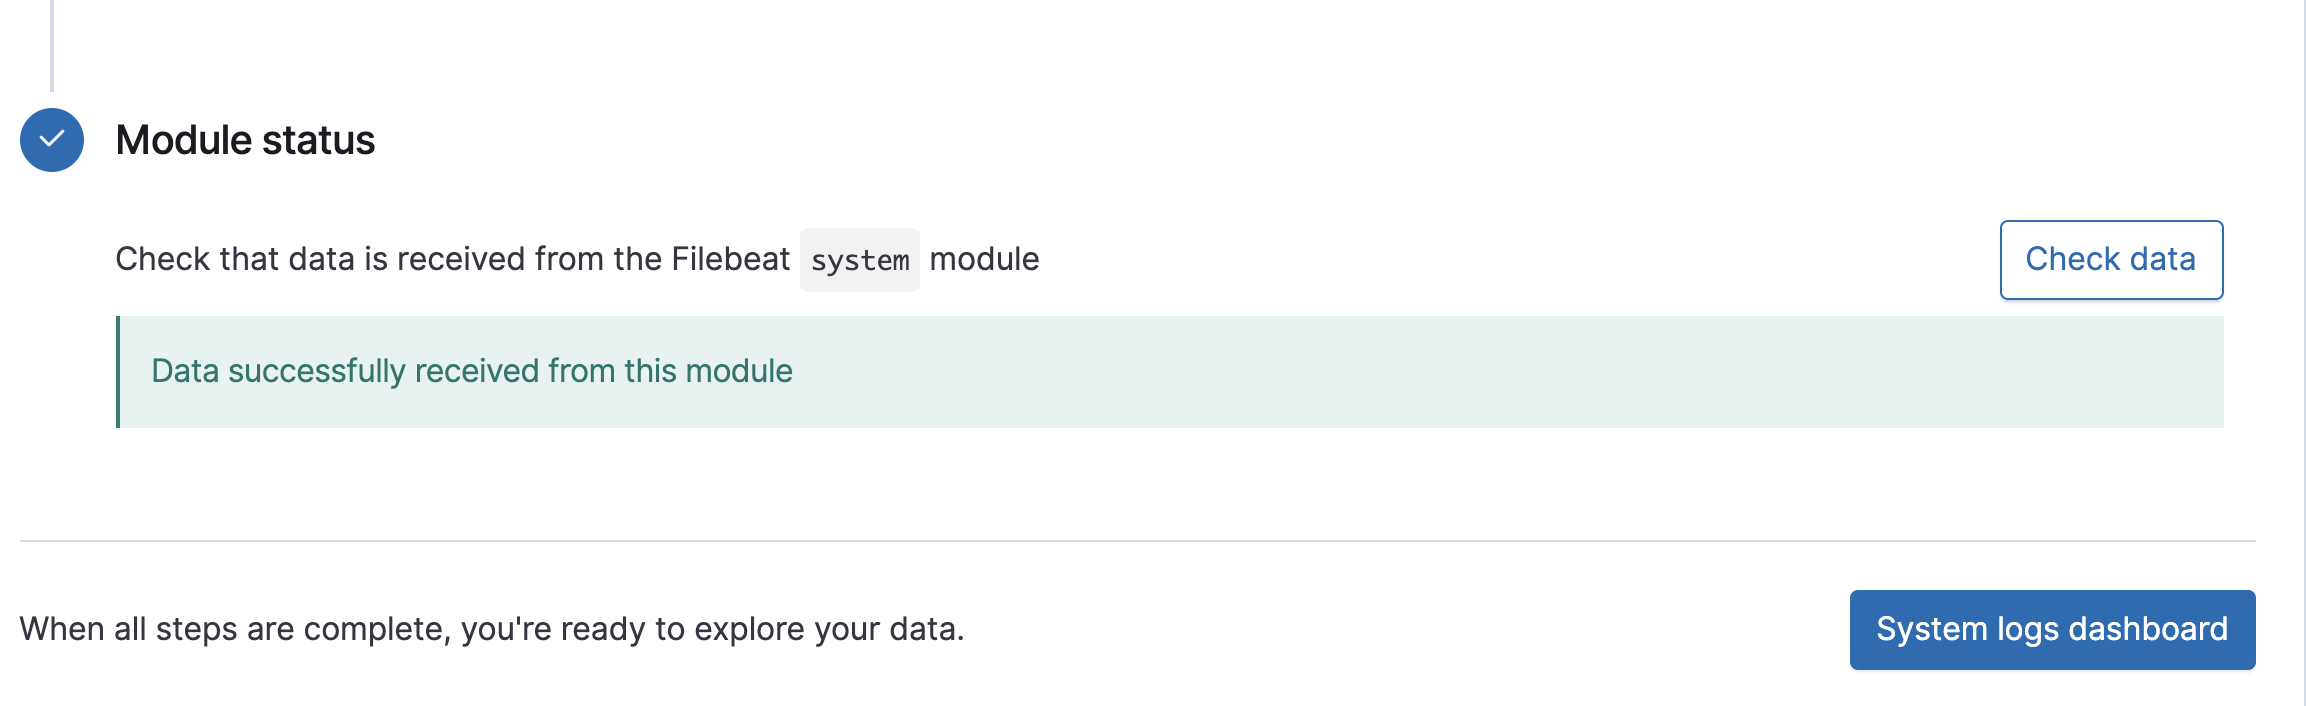 Module status
Check that data is received from the Filebeat system module
Check data
Data successfully received from this module
When all steps are complete, you're ready to explore your data.
System logs dashboard